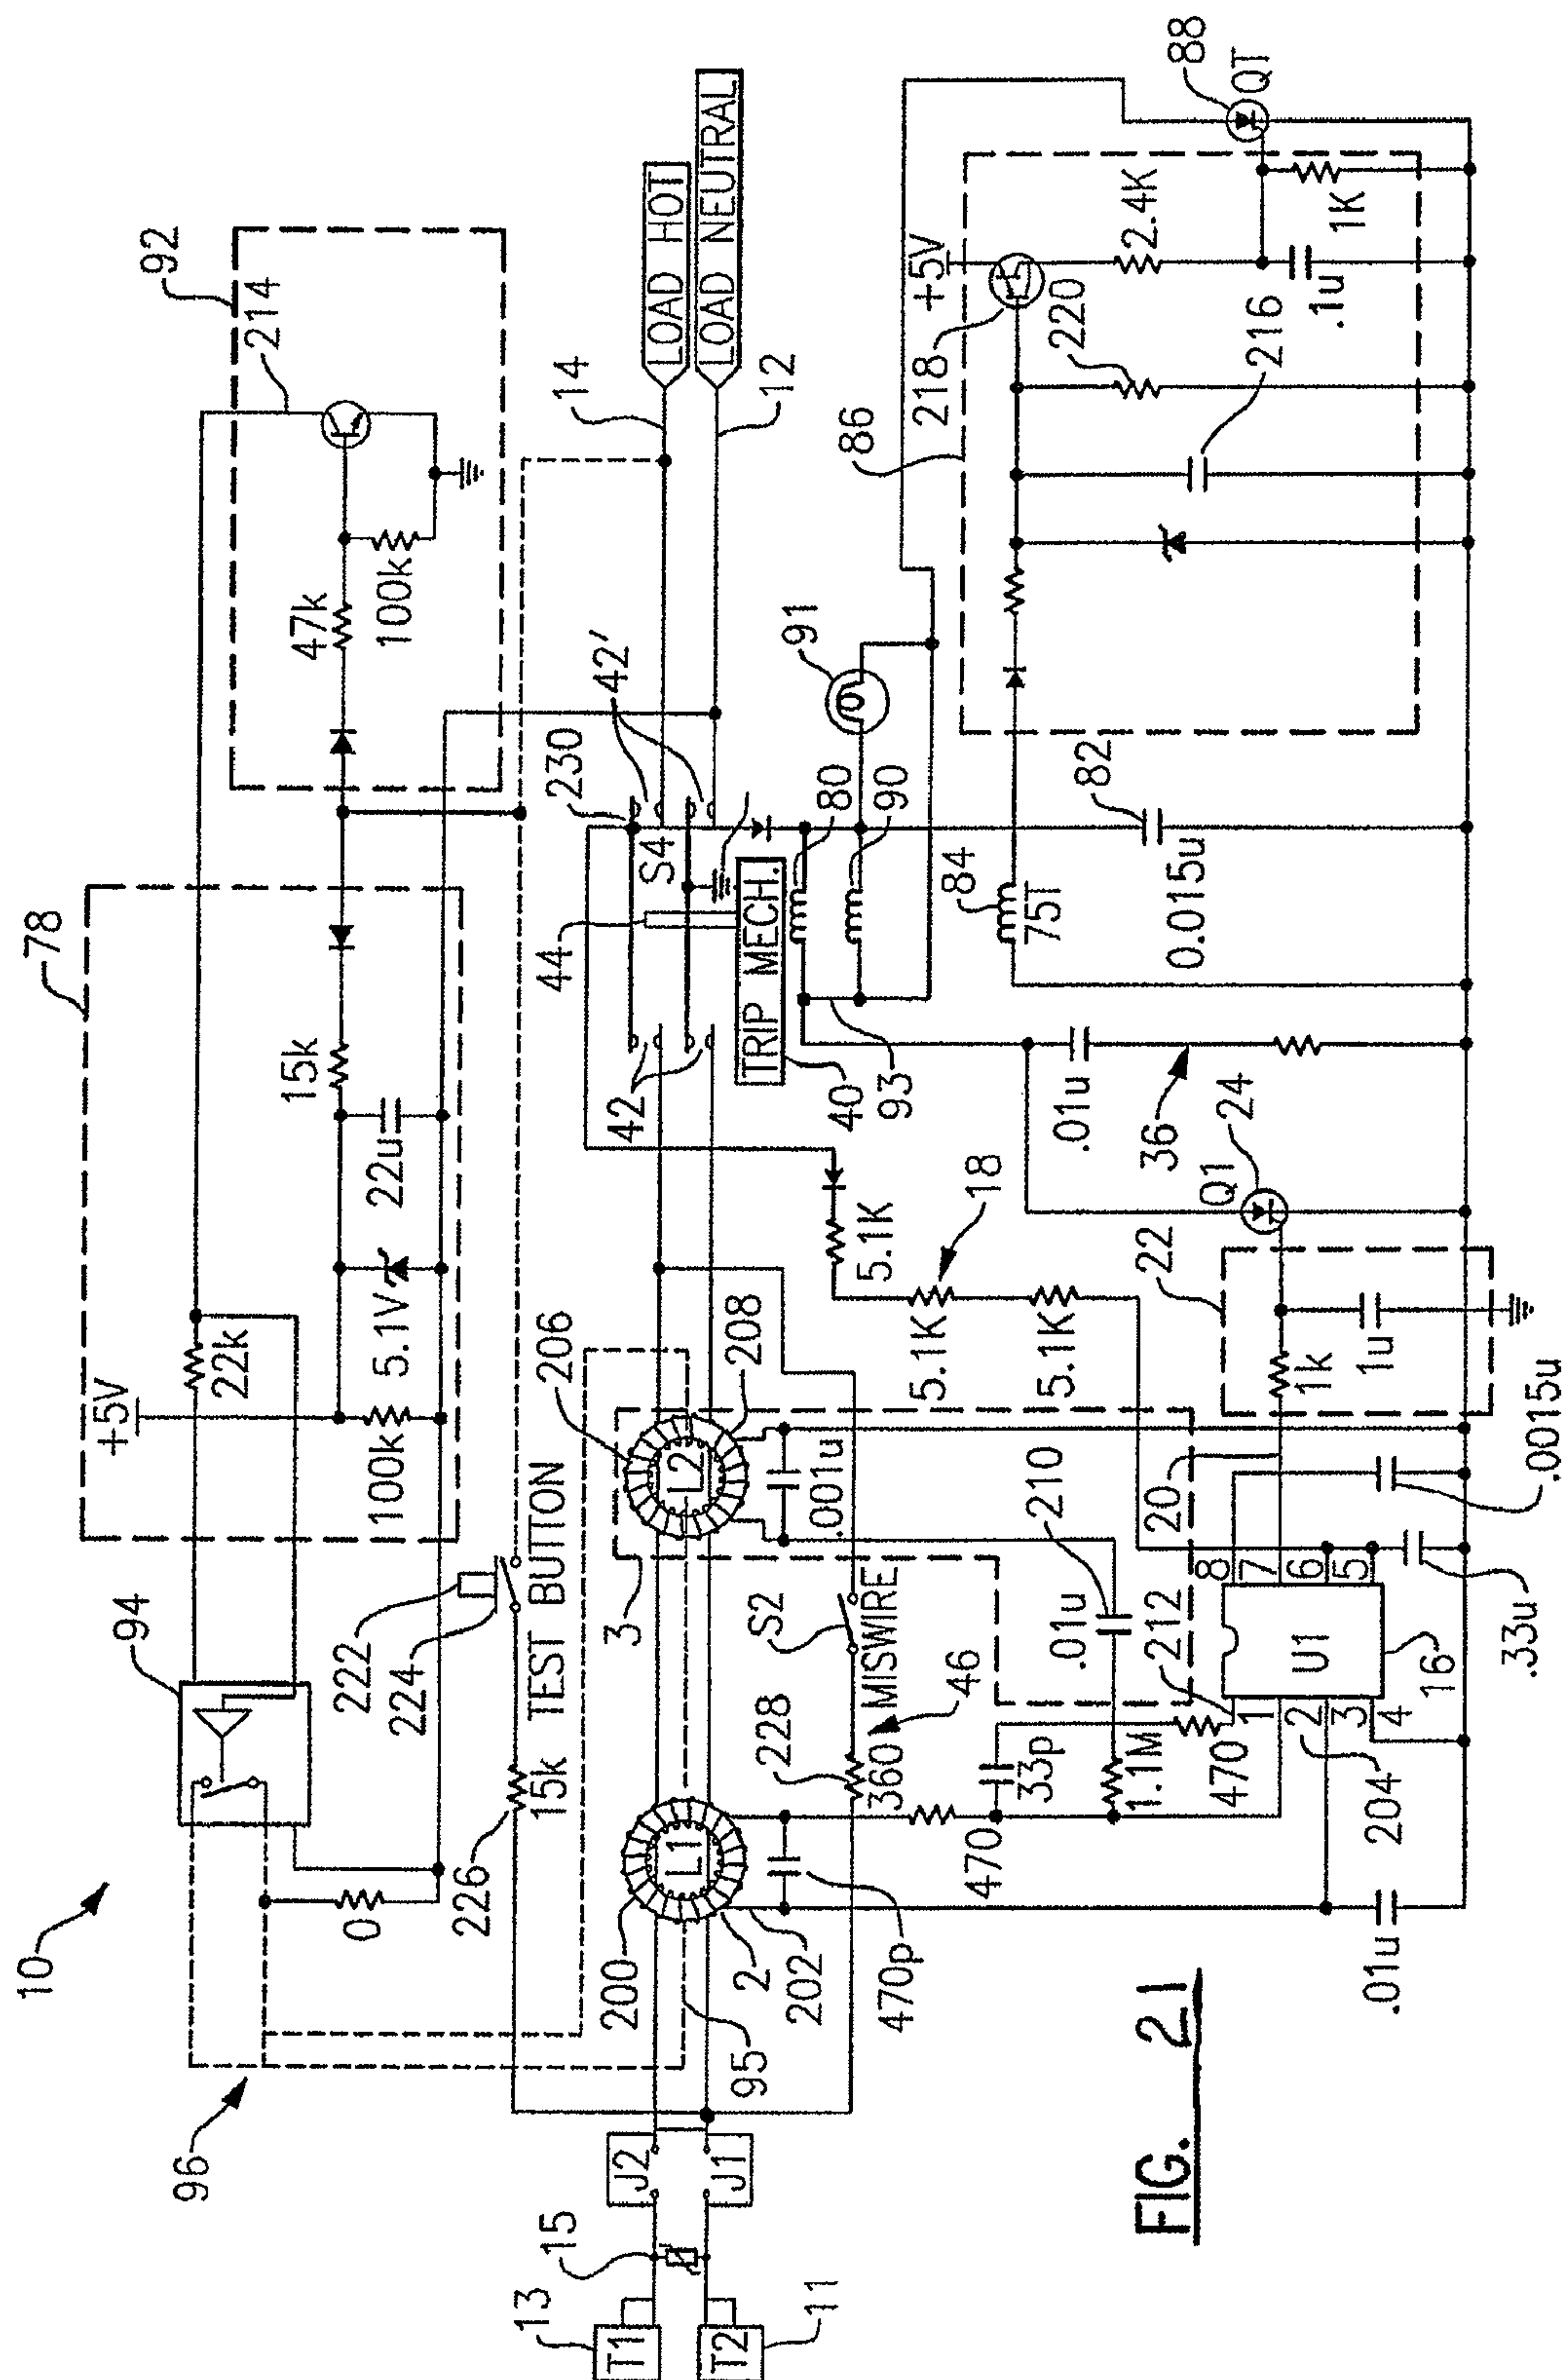 10
96
94
222
224
226
15k
TEST BUTTON
0
78
+5V
22k
100k
5.1V
22u
15k
92
214
47k
100k
13
T1
15
J2
T2
11
J1
200
L1
2
202
95
470p
206
L2
208
3
.001u
S2
MISWIRE
46
228
360
42
44
S4
230
42'
TRIP MECH.
40
93
80
90
91
14
12
LOAD HOT
LOAD NEUTRAL
470
33p
1.1M
.01u
210
212
470
1
2
3
4
204
U1
16
8
7
6
5
20
.01u
.33u
.0015u
5.1K
18
5.1K
5.1K
22
1k
1u
Q1
24
36
.01u
84
75T
82
0.015u
86
218
+5V
220
216
2.4K
.1u
1K
88
QT
FIG. 21